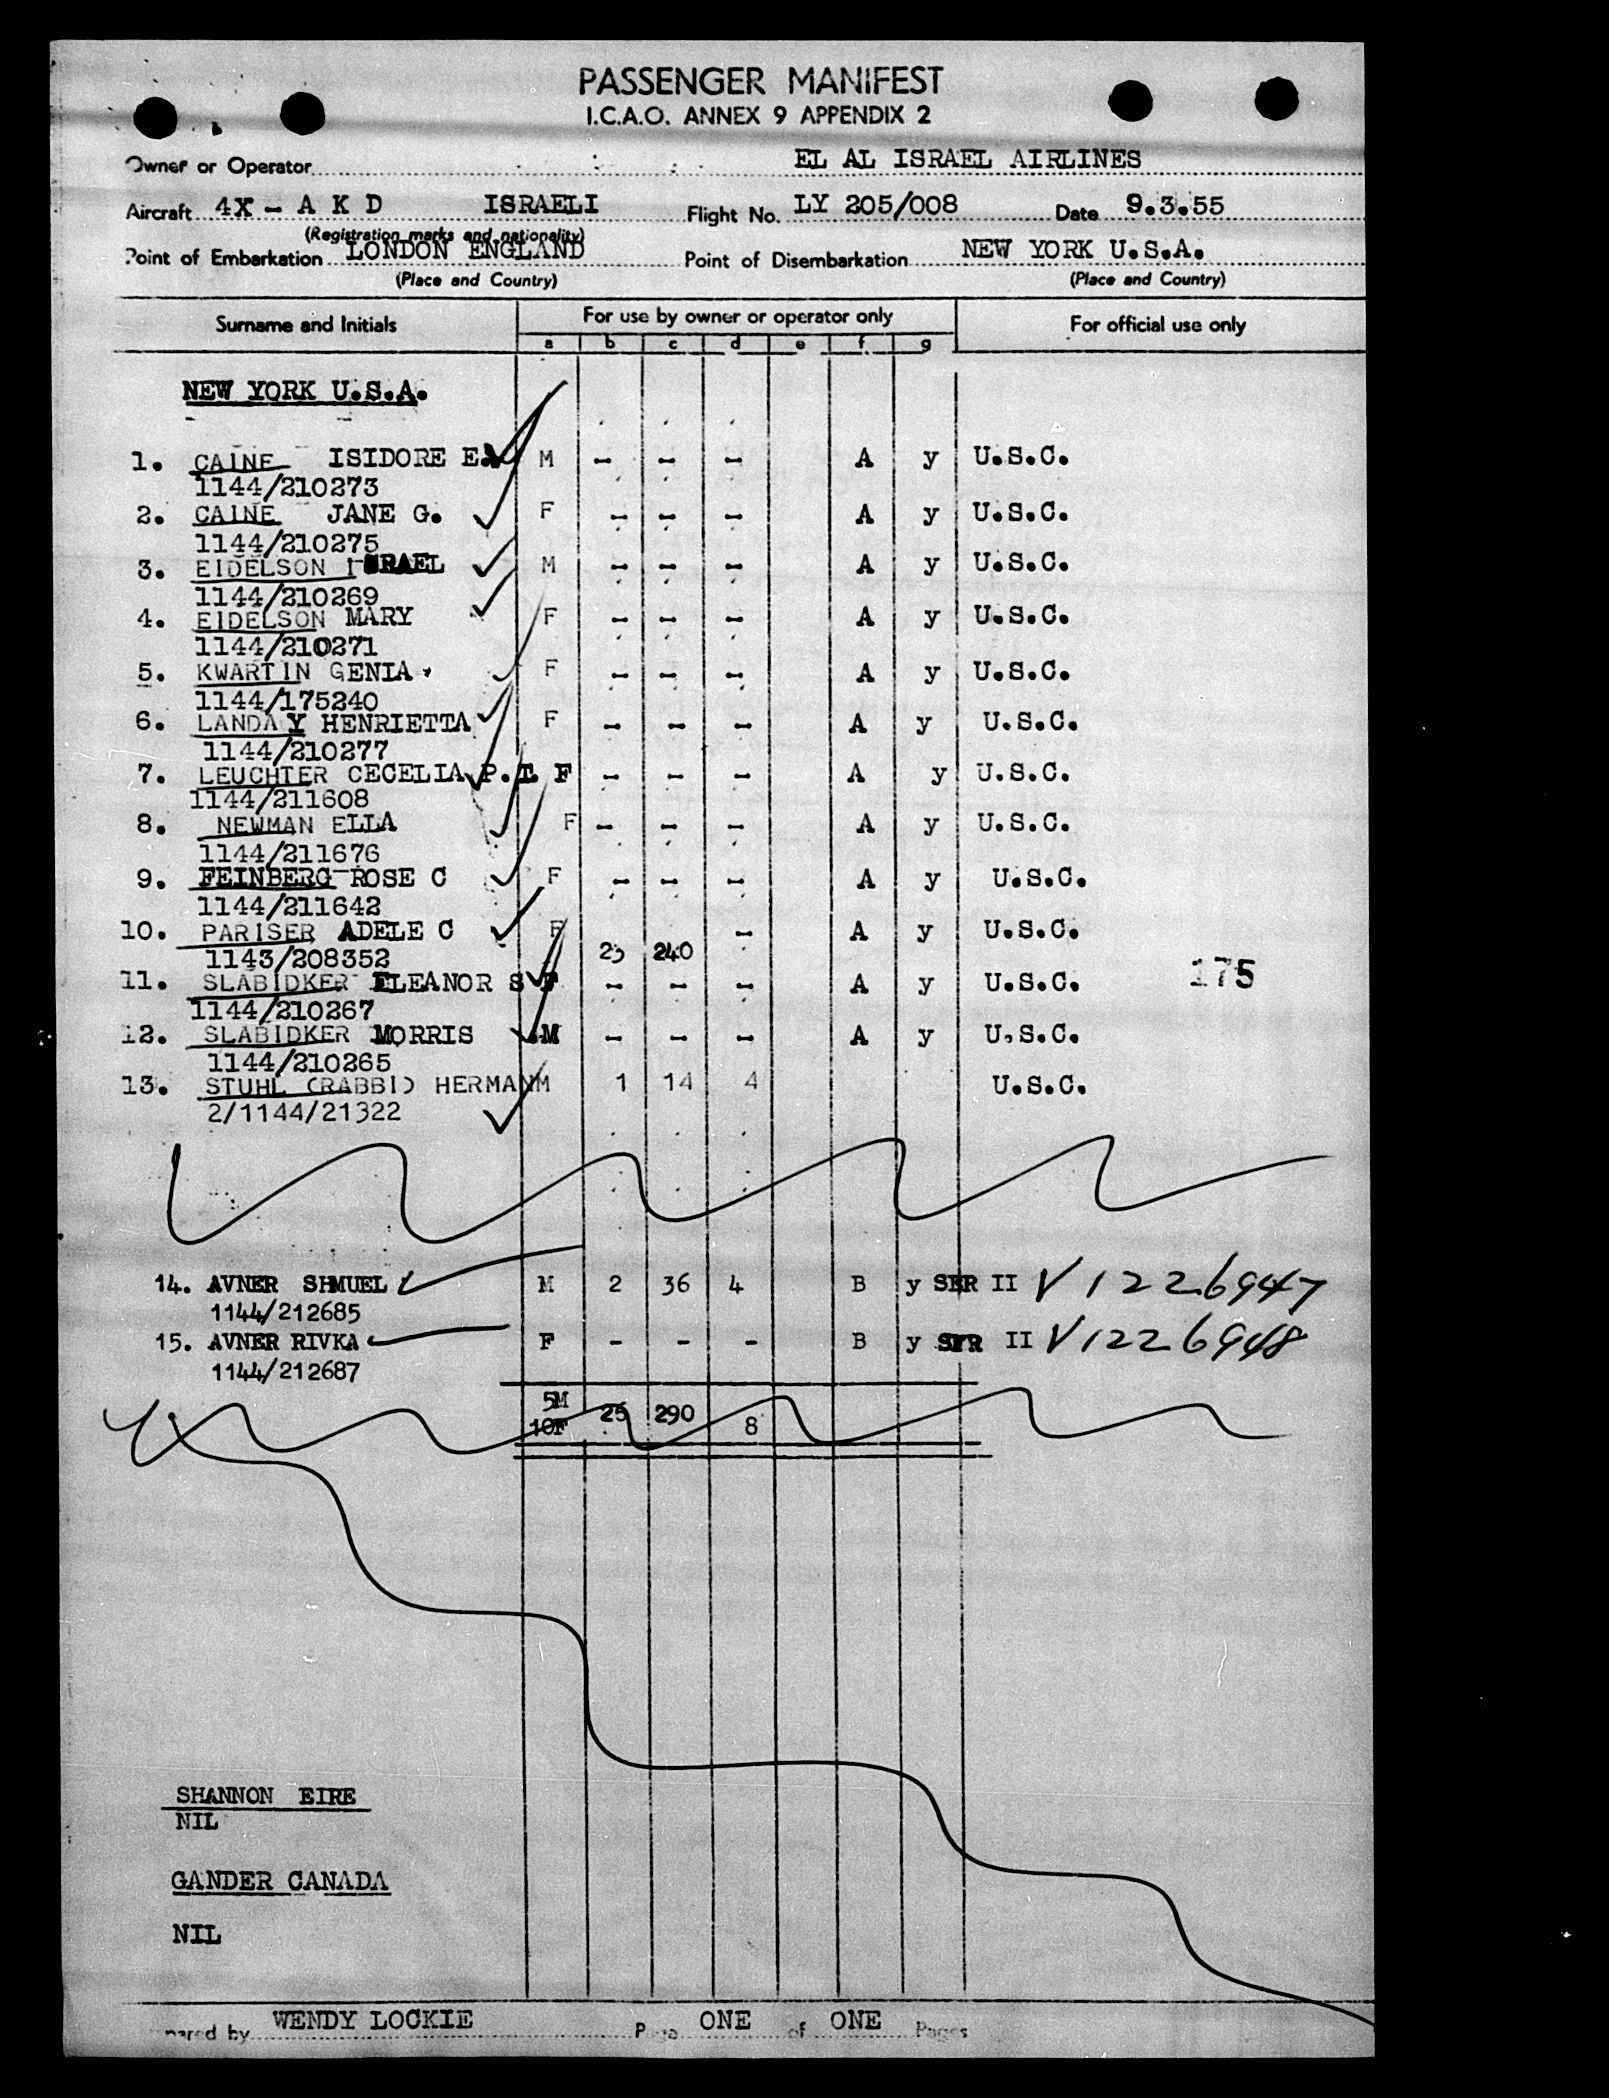 PASSENGER MANIFEST
I.C.A.O. ANNEX 9 APPENDIX 2
Owner or Operator EL AL ISRAEL AIRLINES
Aircraft 4X - A K D ISRAELI Flight No. LY 205/008 Date 9.3.55
(Registration marks and nationality)
Point of Embarkation LONDON ENGLAND Point of Disembarkation NEW YORK U.S.A.
(Place and Country) (Place and Country)
Surname and Initials For use by owner or operator only For official use only
a b c d e f g
NEW YORK U.S.A.
1. CAINE ISIDORE E. M - - - A y U.S.C.
1144/210273
2. CAINE JANE G. F - - - A y U.S.C.
1144/210275
3. EIDELSON ISRAEL M - - - A y U.S.C.
1144/210269
4. EIDELSON MARY F - - - A y U.S.C.
1144/210271
5. KWARTIN GENIA F - - - A y U.S.C.
1144/175240
6. LANDA Y HENRIETTA F - - - A y U.S.C.
1144/210277
7. LEUCHTER CECELIA P.T. F - - - A y U.S.C.
1144/211608
8. NEWMAN ELLA F - - - A y U.S.C.
1144/211676
9. FEINBERG ROSE C F - - - A y U.S.C.
1144/211642
10. PARISER ADELE C F - A y U.S.C.
1143/208352 23 240
11. SLABIDKER ELEANOR S F - - - A y U.S.C. 175
1144/210267
12. SLABIDKER MORRIS M - - - A y U.S.C.
1144/210265
13. STUHL (RABBI) HERMANN M 1 14 4 U.S.C.
2/1144/21322
14. AVNER SHMUEL M 2 36 4 B y II V1226947
1144/212685
15. AVNER RIVKA F - - - B y II V1226948
1144/212687
5M
10F 290 8
SHANNON EIRE
NIL
GANDER CANADA
NIL
WENDY LOCKIE
by Page ONE of ONE Pages